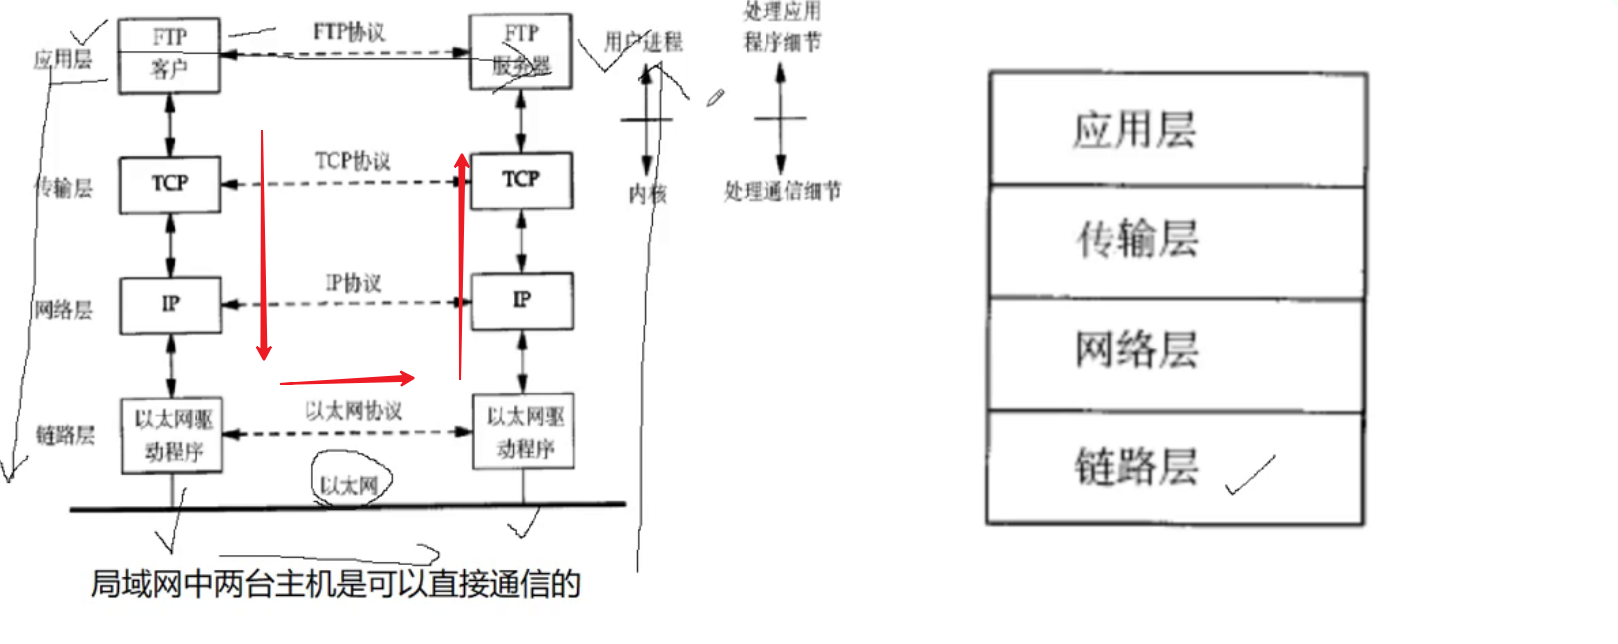 处理应用
程序细节
FTP
客户
FTP协议
FTP
服务器
用户进程
应用层
TCP协议
传输层
TCP
TCP
内核
处理通信细节
IP协议
网络层
IP
IP
以太网协议
链路层
以太网驱
动程序
以太网驱
动程序
以太网
局域网中两台主机是可以直接通信的
应用层
传输层
网络层
链路层